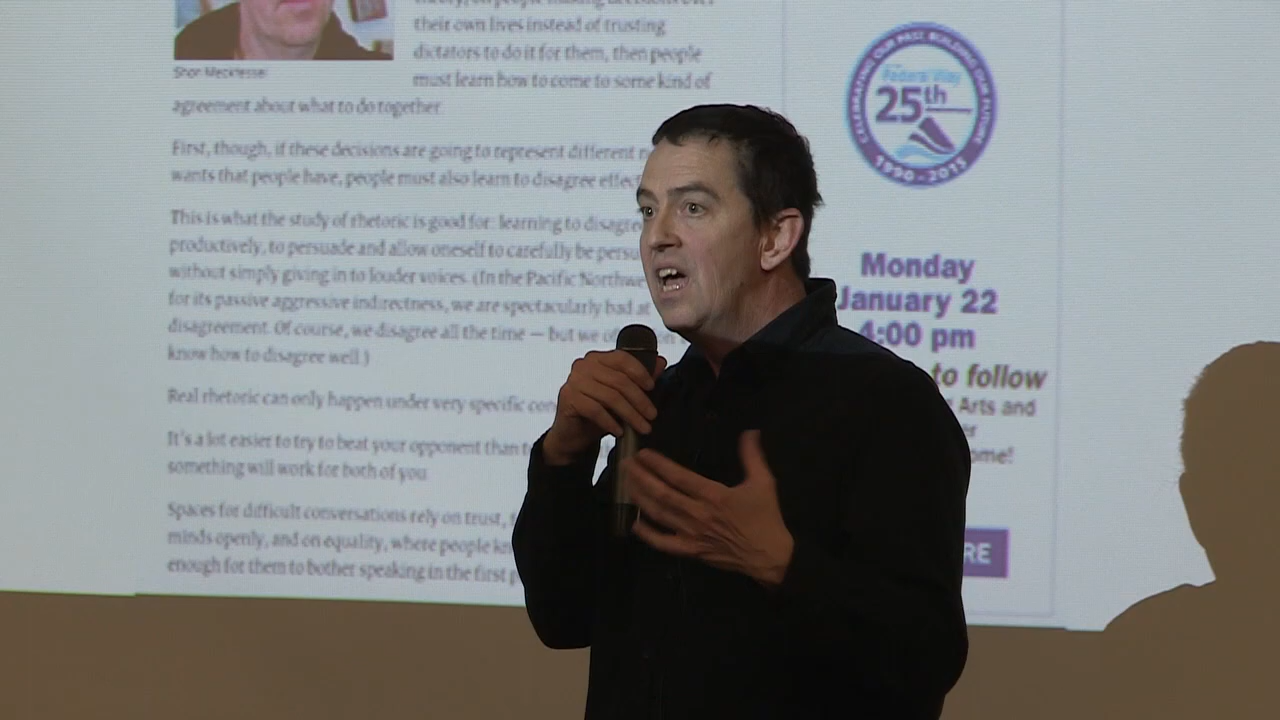 their own lives instead of trusting
dictators to do it for them, then people
must learn how to come to some kind of
Shon Meckfessel
agreement about what to do together.
First, though, if these decisions are going to represent different
wants that people have, people must also learn to disagree
This is what the study of rhetoric is good for: learning to
productively, to persuade and allow oneself to carefully be
without simply giving in to louder voices. (In the Pacific
for its passive aggressive indirectness, we are spectacularly bad at
disagreement. Of course, we disagree all the time — but we
know how to disagree well.)
Real rhetoric can only happen under very specific
It's a lot easier to try to beat your opponent than
something will work for both of you.
Spaces for difficult conversations rely on trust,
minds openly, and on equality, where people
enough for them to bother speaking in the first
CELEBRATING OUR PAST, BUILDING OUR FUTURE
Federal Way
25th
1990 - 2015
Monday
January 22
4:00 pm
to follow
Arts and